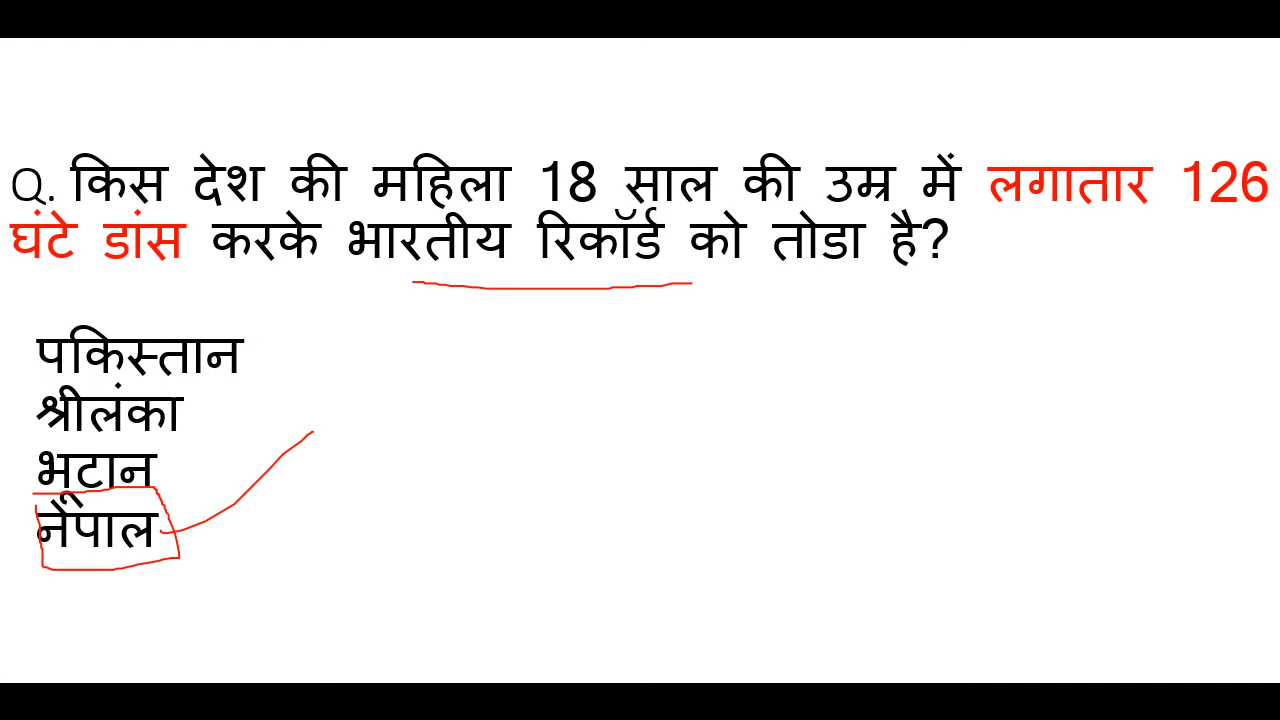 Q. किस देश की महिला 18 साल की उम्र में लगातार 126
घंटे डांस करके भारतीय रिकॉर्ड को तोडा है?
पकिस्तान
श्रीलंका
भूटान
नेपाल